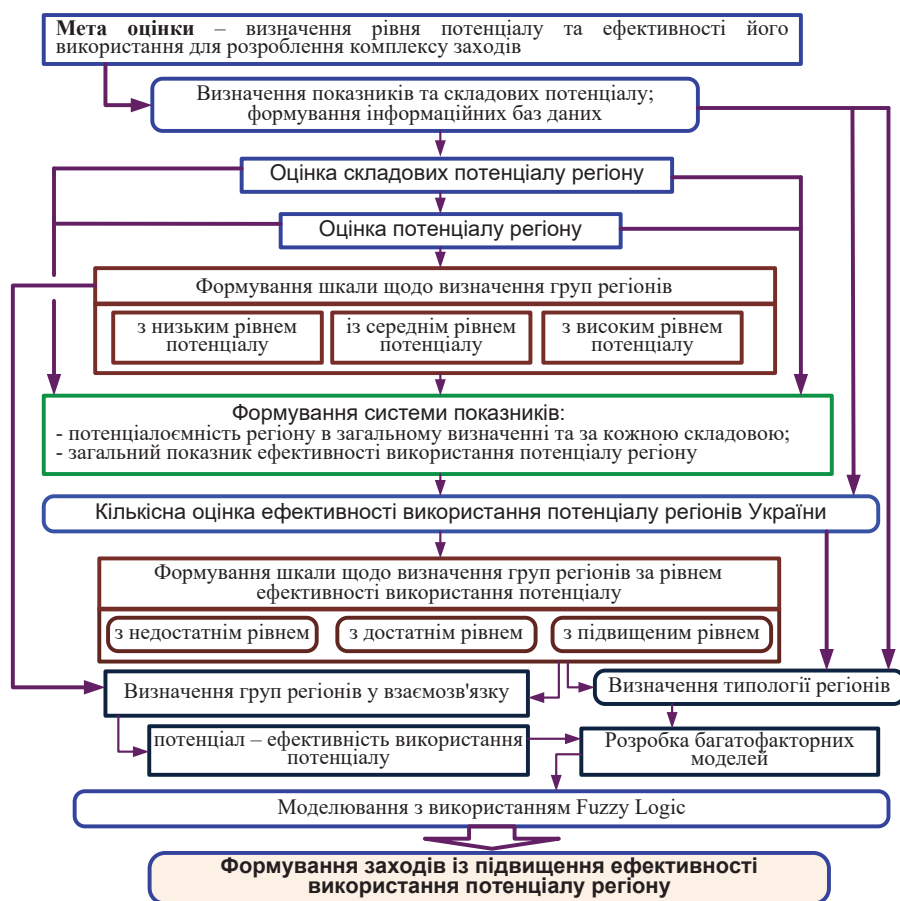 Мета оцінки – визначення рівня потенціалу та ефективності його
використання для розроблення комплексу заходів
Визначення показників та складових потенціалу;
формування інформаційних баз даних
Оцінка складових потенціалу регіону
Оцінка потенціалу регіону
Формування шкали щодо визначення груп регіонів
з низьким рівнем
потенціалу
із середнім рівнем
потенціалу
з високим рівнем
потенціалу
Формування системи показників:
- потенціалоємність регіону в загальному визначенні та за кожною складовою;
- загальний показник ефективності використання потенціалу регіону
Кількісна оцінка ефективності використання потенціалу регіонів України
Формування шкали щодо визначення груп регіонів за рівнем
ефективності використання потенціалу
з недостатнім рівнем
з достатнім рівнем
з підвищеним рівнем
Визначення груп регіонів у взаємозв'язку
Визначення типології регіонів
потенціал – ефективність використання
потенціалу
Розробка багатофакторних
моделей
Моделювання з використанням Fuzzy Logic
Формування заходів із підвищення ефективності
використання потенціалу регіону